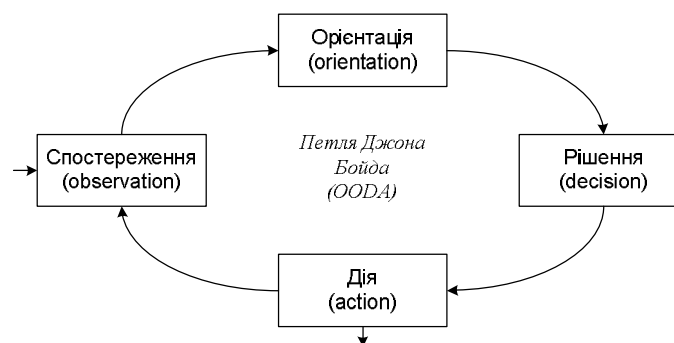 Орієнтація
(orientation)
Спостереження
(observation)
Петля Джона
Бойда
(OODA)
Рішення
(decision)
Дія
(action)